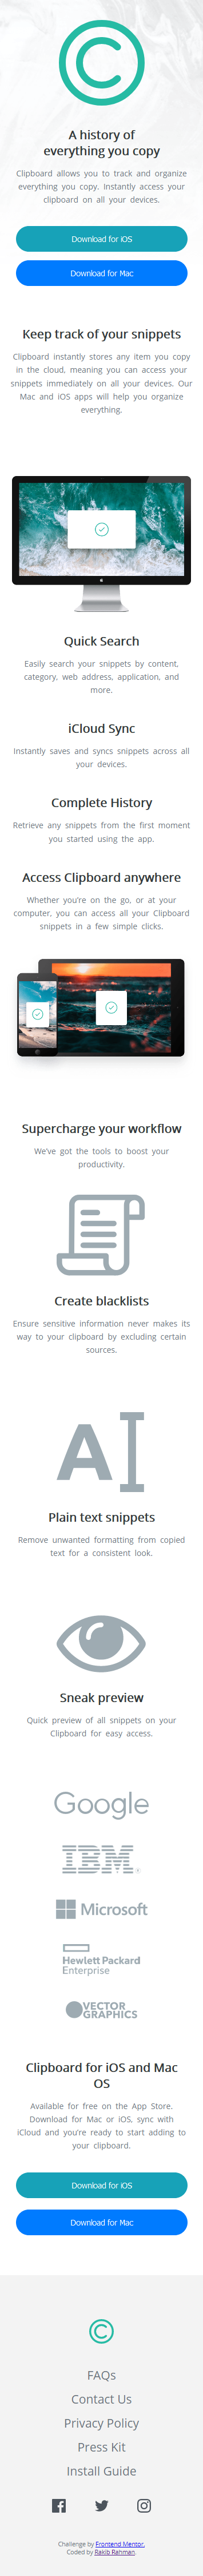 A history of
everything you copy
Clipboard allows you to track and organize
everything you copy. Instantly access your
clipboard on all your devices.
Download for iOS
Download for Mac
Keep track of your snippets
Clipboard instantly stores any item you copy
in the cloud, meaning you can access your
snippets immediately on all your devices. Our
Mac and iOS apps will help you organize
everything.
Quick Search
Easily search your snippets by content,
category, web address, application, and
more.
iCloud Sync
Instantly saves and syncs snippets across all
your devices.
Complete History
Retrieve any snippets from the first moment
you started using the app.
Access Clipboard anywhere
Whether you're on the go, or at your
computer, you can access all your Clipboard
snippets in a few simple clicks.
Supercharge your workflow
We've got the tools to boost your
productivity.
Create blacklists
Ensure sensitive information never makes its
way to your clipboard by excluding certain
sources.
AI
Plain text snippets
Remove unwanted formatting from copied
text for a consistent look.
Sneak preview
Quick preview of all snippets on your
Clipboard for easy access.
Google
IBM
Microsoft
Hewlett Packard
Enterprise
VECTOR
GRAPHICS
Clipboard for iOS and Mac
OS
Available for free on the App Store.
Download for Mac or iOS, sync with
iCloud and you're ready to start adding to
your clipboard.
Download for iOS
Download for Mac
FAQs
Contact Us
Privacy Policy
Press Kit
Install Guide
Challenge by Frontend Mentor.
Coded by Rakib Rahman.